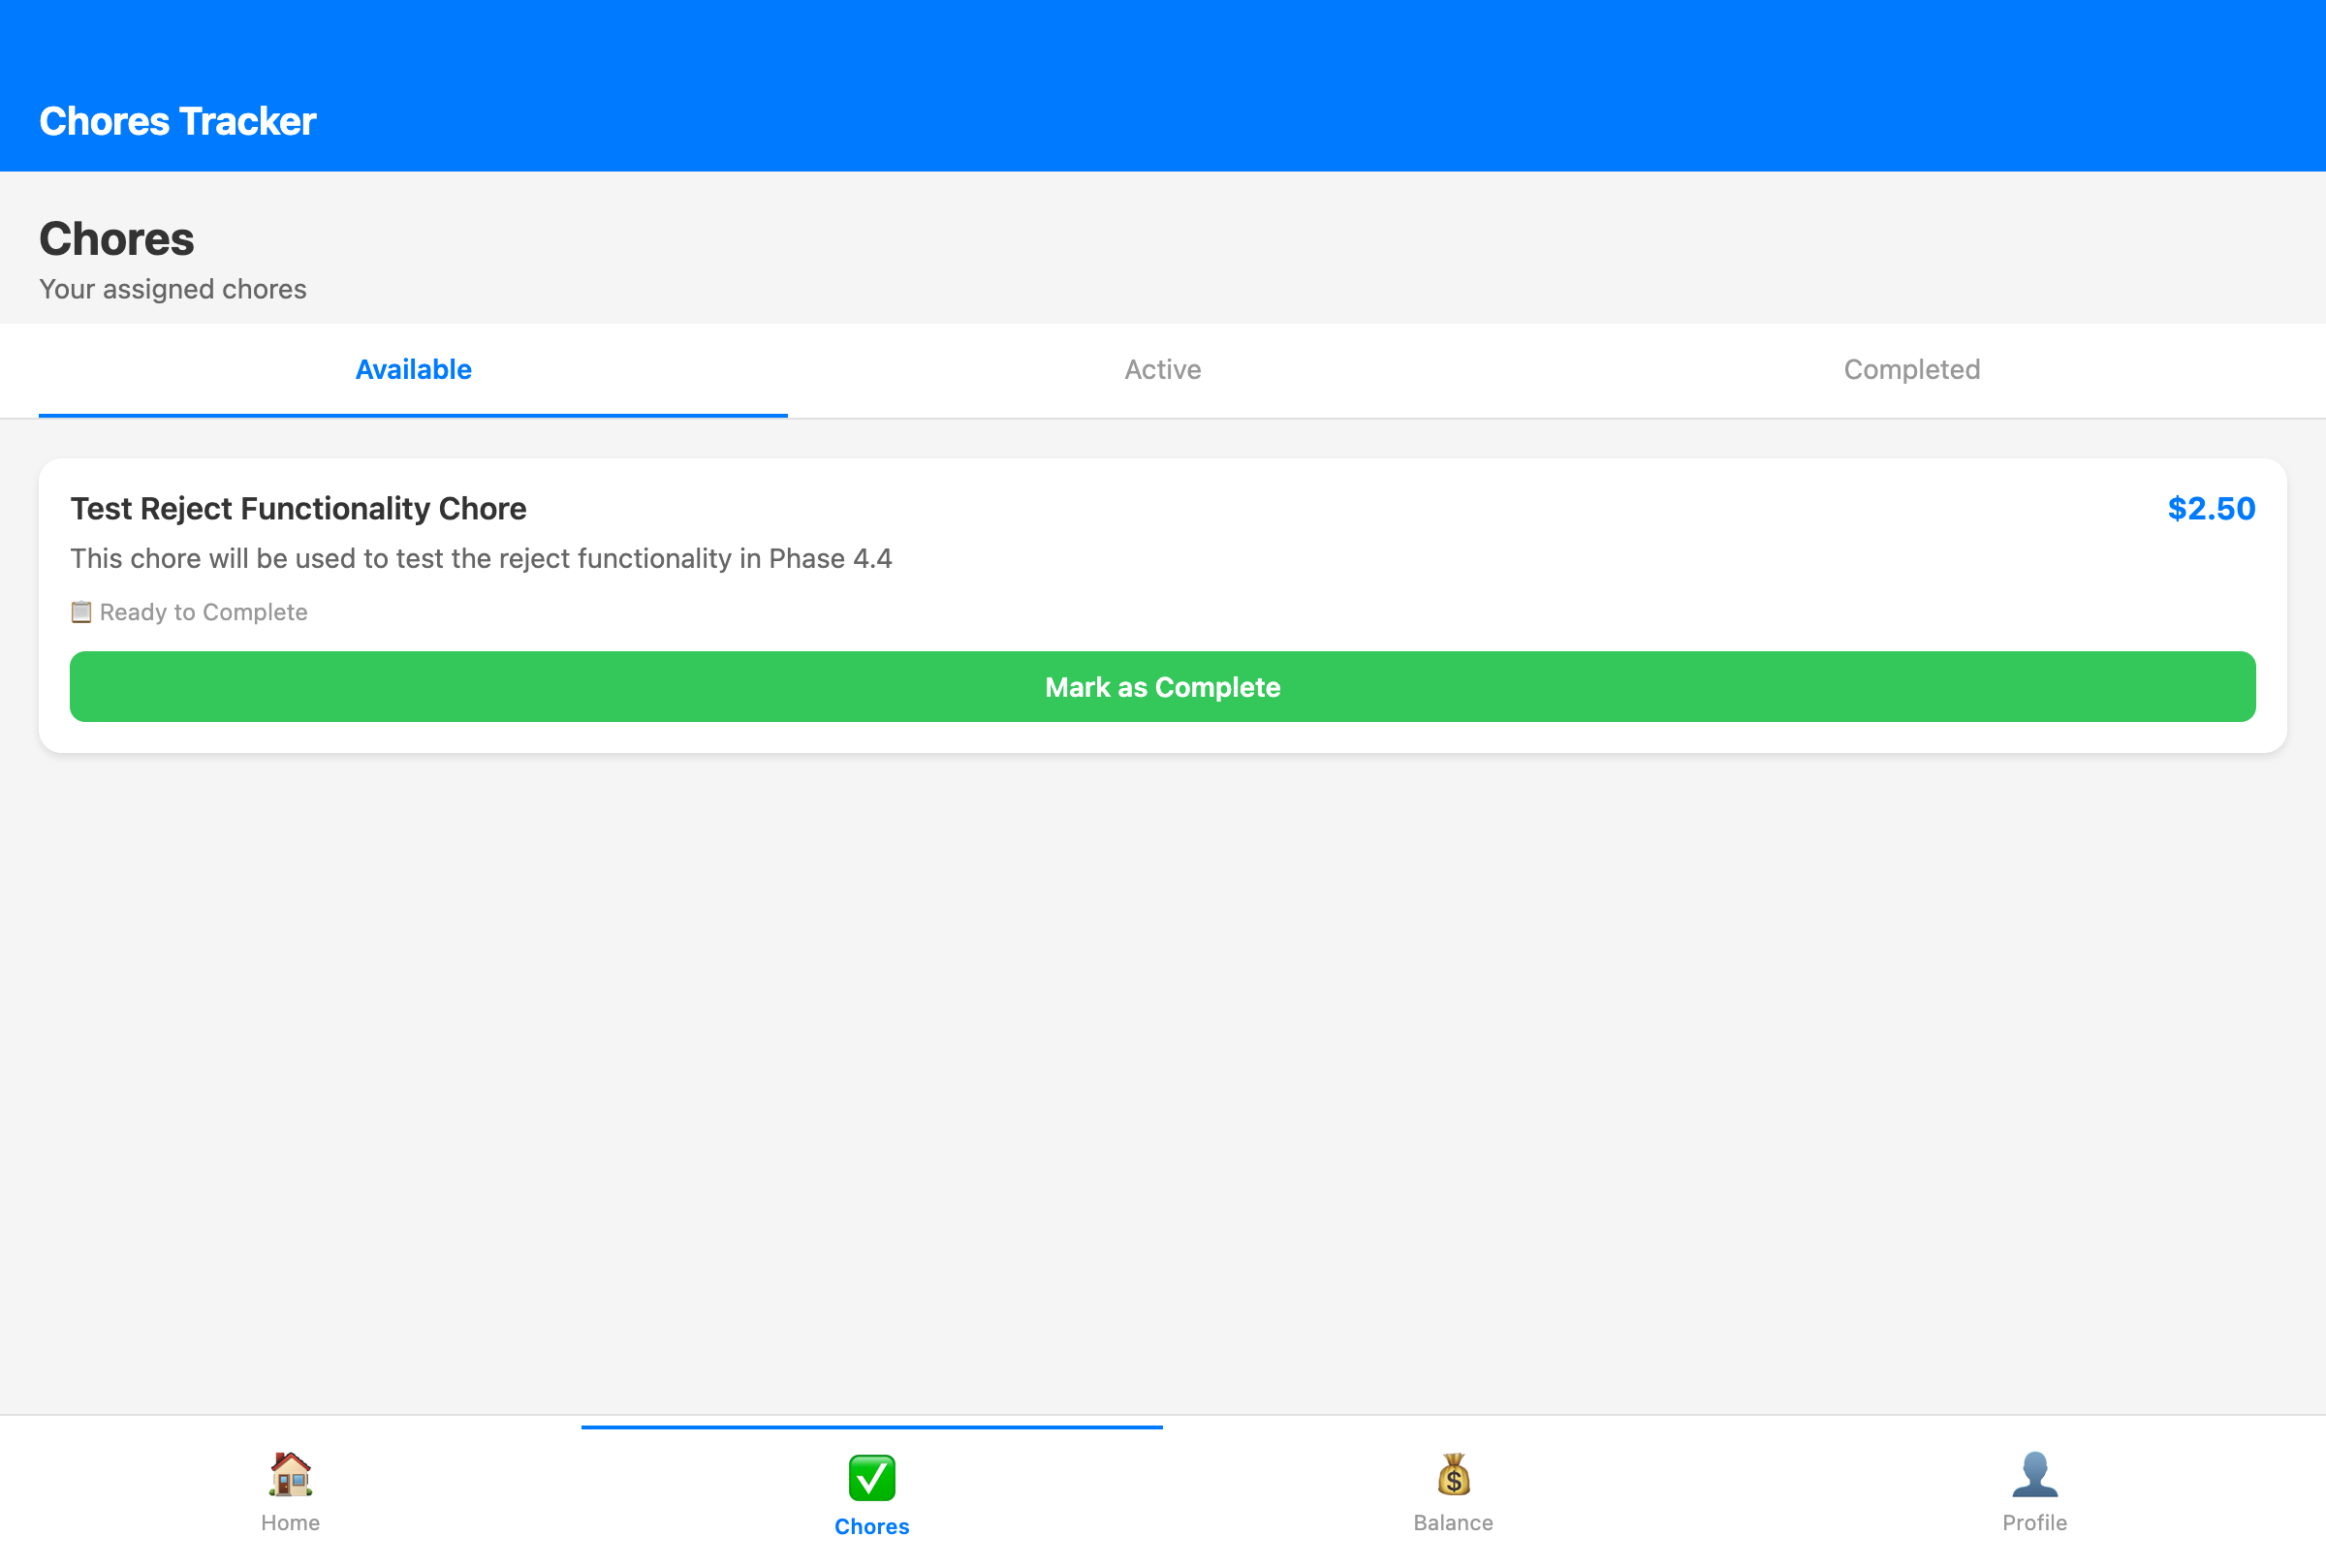 Chores Tracker
Chores
Your assigned chores
Available Active Completed
Test Reject Functionality Chore $2.50
This chore will be used to test the reject functionality in Phase 4.4
Ready to Complete
Mark as Complete
Home Chores Balance Profile